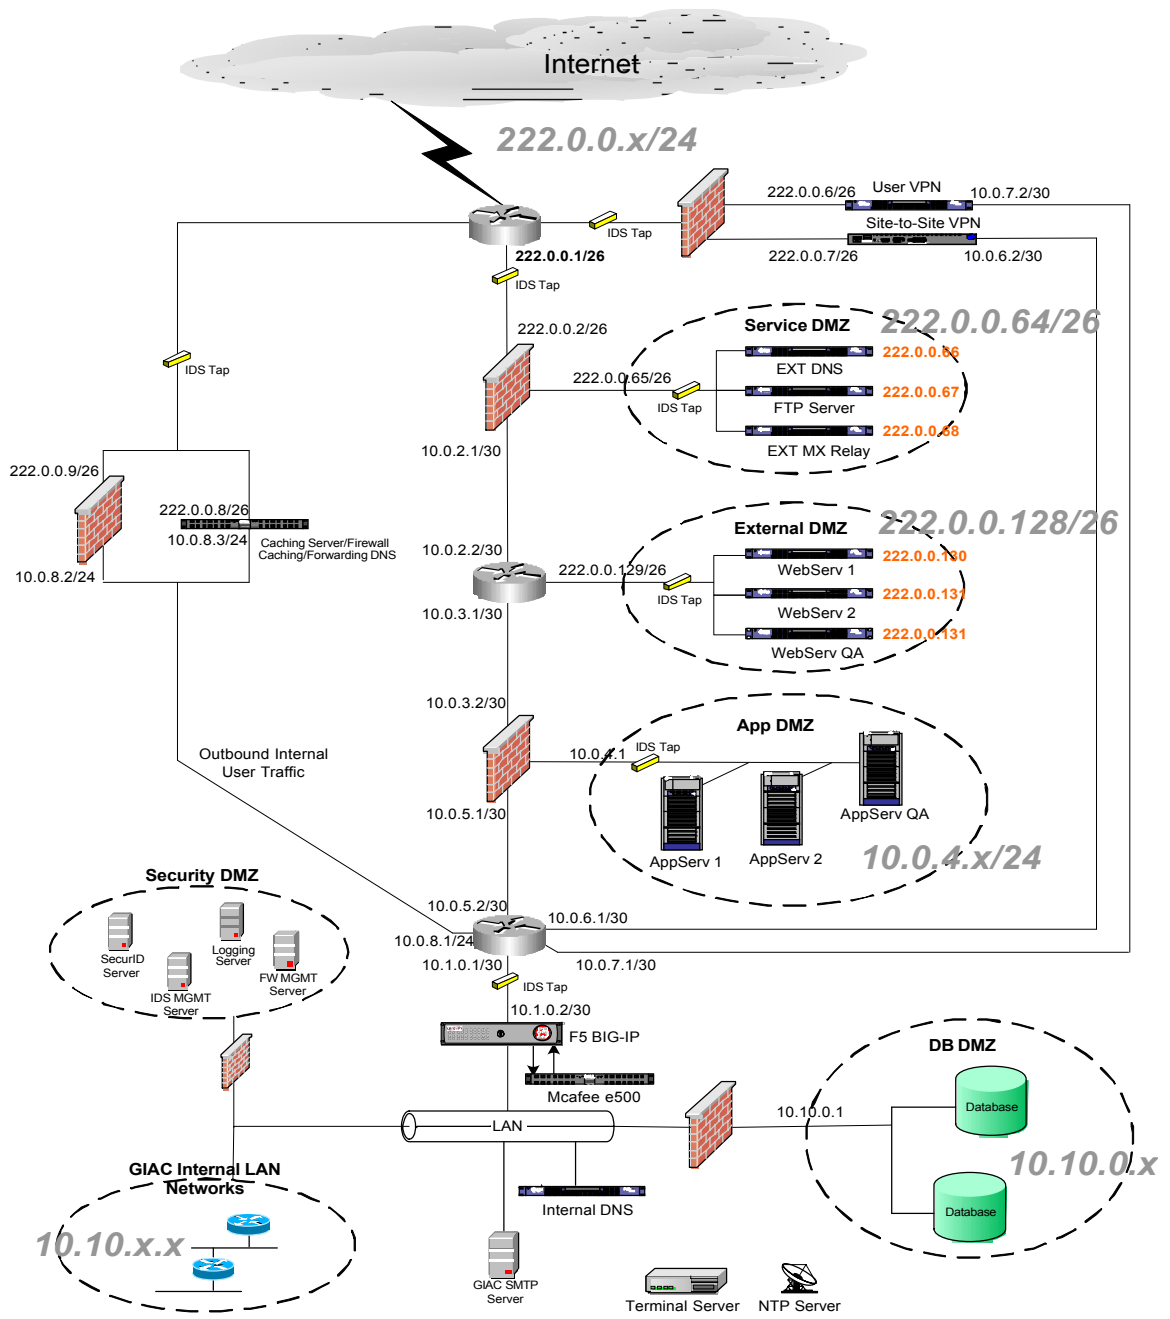 Internet
222.0.0.x/24
222.0.0.6/26
User VPN
10.0.7.2/30
IDS Tap
Site-to-Site VPN
222.0.0.1/26
222.0.0.7/26
10.0.6.2/30
IDS Tap
222.0.0.2/26
Service DMZ
222.0.0.64/26
222.0.0.66
EXT DNS
IDS Tap
222.0.0.65/26
222.0.0.67
IDS Tap
FTP Server
222.0.0.68
10.0.2.1/30
EXT MX Relay
222.0.0.9/26
222.0.0.8/26
10.0.8.3/24
Caching Server/Firewall
Caching/Forwarding DNS
10.0.8.2/24
External DMZ
222.0.0.128/26
10.0.2.2/30
222.0.0.130
222.0.0.129/26
WebServ 1
IDS Tap
222.0.0.131
10.0.3.1/30
WebServ 2
222.0.0.131
WebServ QA
10.0.3.2/30
App DMZ
Outbound Internal
User Traffic
10.0.4.1
IDS Tap
10.0.5.1/30
AppServ QA
AppServ 1
AppServ 2
10.0.4.x/24
Security DMZ
10.0.5.2/30
10.0.6.1/30
10.0.8.1/24
SecurID
Server
Logging
Server
10.1.0.1/30
10.0.7.1/30
IDS MGMT
Server
FW MGMT
Server
IDS Tap
10.1.0.2/30
F5 BIG-IP
DB DMZ
Mcafee e500
LAN
10.10.0.1
Database
10.10.0.x
GIAC Internal LAN
Networks
Internal DNS
Database
10.10.x.x
GIAC SMTP
Server
Terminal Server
NTP Server